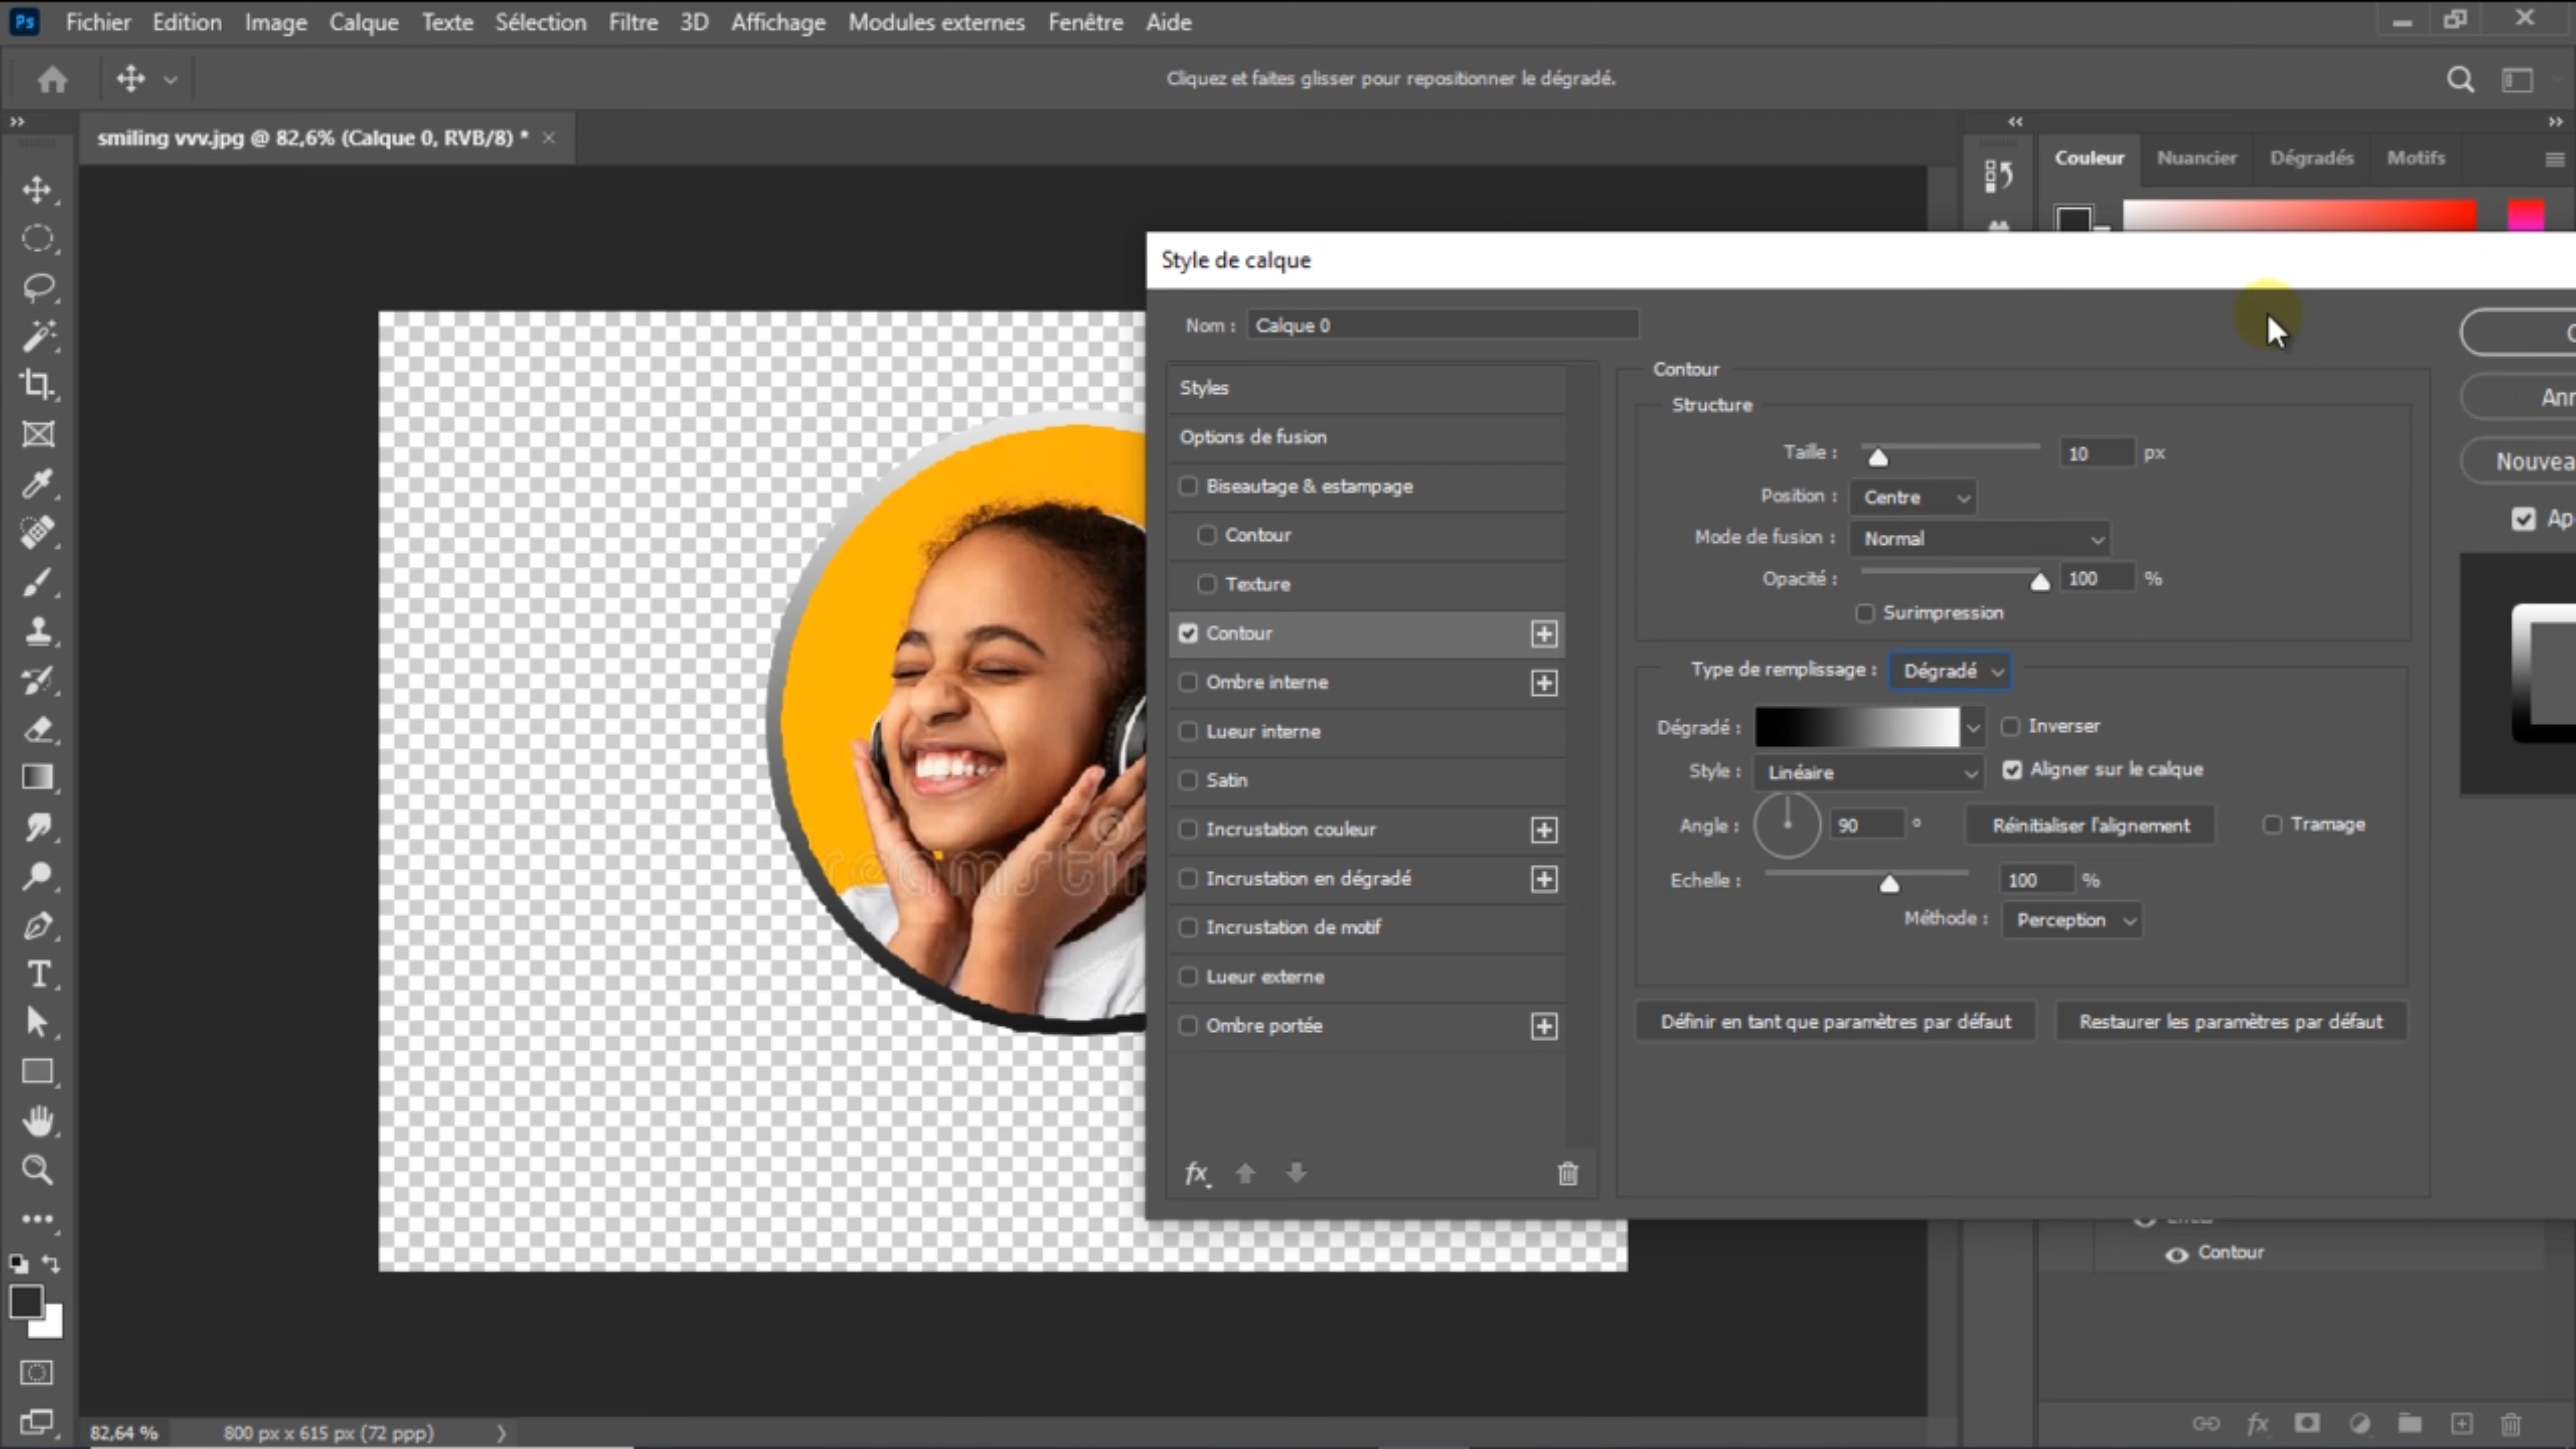 Ps Fichier Edition Image Calque Texte Sélection Filtre 3D Affichage Modules externes Fenêtre Aide
Cliquez et faites glisser pour repositionner le dégradé.
smiling vvv.jpg @ 82,6% (Calque 0, RVB/8) *
Couleur Nuancier Dégradés Motifs
Style de calque
Nom : Calque 0
Styles
Options de fusion
Biseautage & estampage
Contour
Texture
Contour
Ombre interne
Lueur interne
Satin
Incrustation couleur
Incrustation en dégradé
Incrustation de motif
Lueur externe
Ombre portée
fx
Contour
Structure
Taille : 10 px
Position : Centre
Mode de fusion : Normal
Opacité : 100 %
Surimpression
Type de remplissage : Dégradé
Dégradé : Inverser
Style : Linéaire Aligner sur le calque
Angle : 90 ° Réinitialiser l'alignement Tramage
Echelle : 100 %
Méthode : Perception
Définir en tant que paramètres par défaut Restaurer les paramètres par défaut
Ann
Nouvea
Ap
Contour
T
82,64 % 800 px x 615 px (72 ppp)
fx